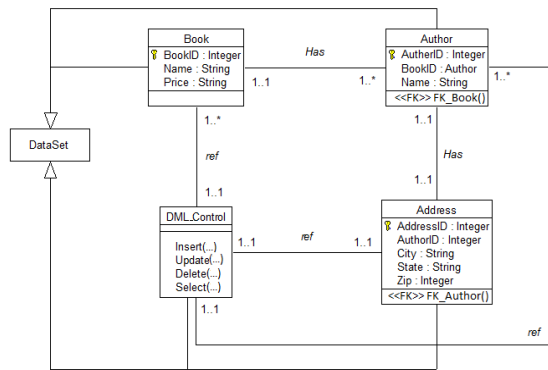 Book
BookID : Integer
Name : String
Price : String
Has
1..1
1..*
Author
AutherID : Integer
BookID : Author
Name : String
<<FK>> FK_Book()
1..*
DataSet
1..*
ref
1..1
1..1
Has
1..1
DML_Control
Insert(...)
Update(...)
Delete(...)
Select(...)
1..1
ref
1..1
Address
AddressID : Integer
AuthorID : Integer
City : String
State : String
Zip : Integer
<<FK>> FK_Author()
1..1
ref